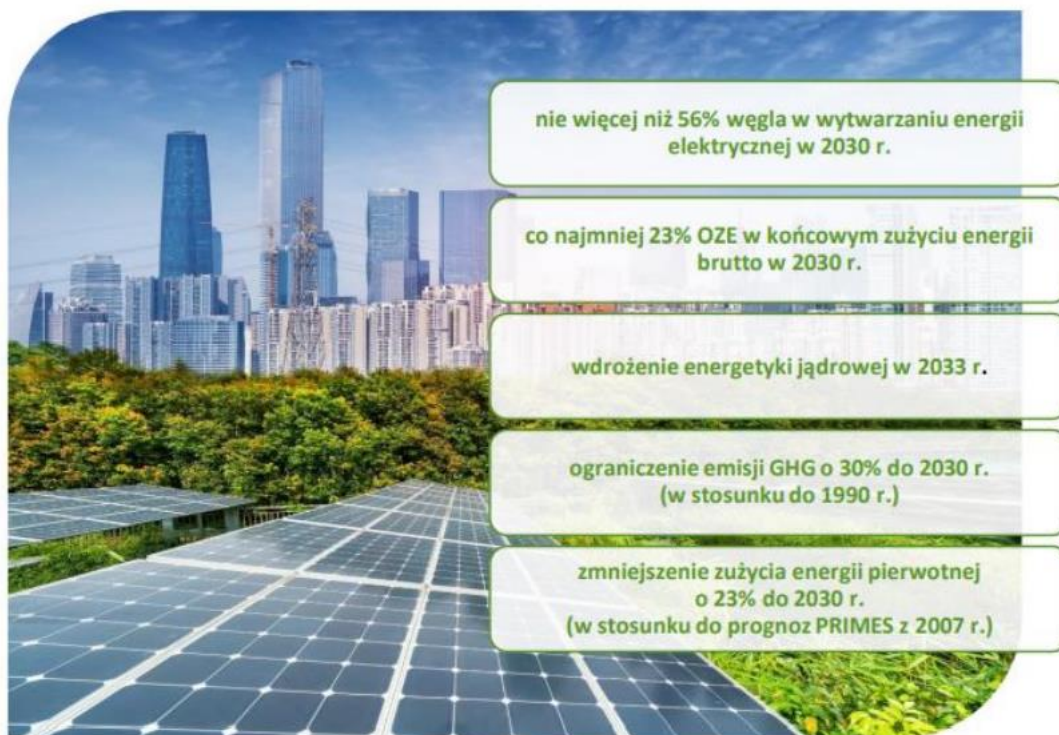 nie więcej niż 56% węgla w wytwarzaniu energii
elektrycznej w 2030 r.
co najmniej 23% OZE w końcowym zużyciu energii
brutto w 2030 r.
wdrożenie energetyki jądrowej w 2033 r.
ograniczenie emisji GHG o 30% do 2030 r.
(w stosunku do 1990 r.)
zmniejszenie zużycia energii pierwotnej
o 23% do 2030 r.
(w stosunku do prognoz PRIMES z 2007 r.)